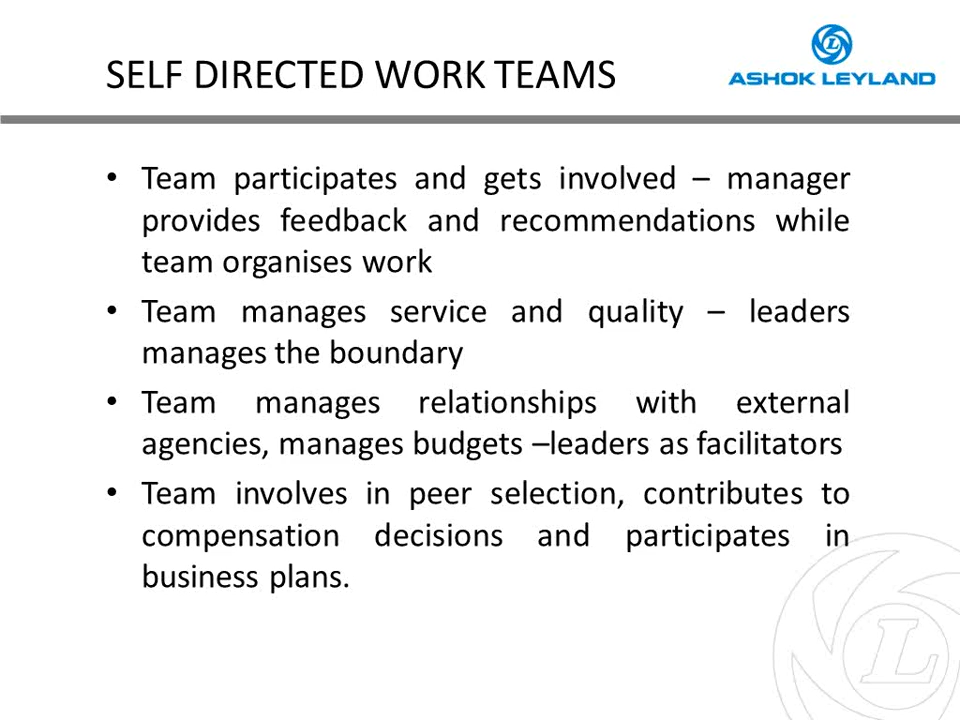 SELF DIRECTED WORK TEAMS
L
ASHOK LEYLAND
• Team participates and gets involved – manager
provides feedback and recommendations while
team organises work
• Team manages service and quality – leaders
manages the boundary
• Team manages relationships with external
agencies, manages budgets –leaders as facilitators
• Team involves in peer selection, contributes to
compensation decisions and participates in
business plans.
L